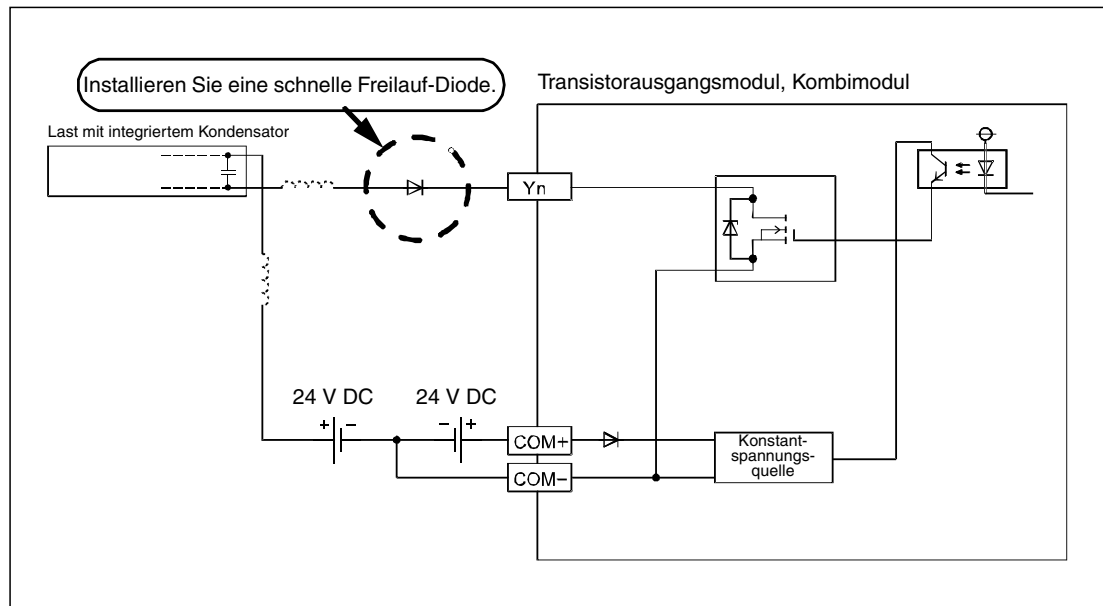 Installieren Sie eine schnelle Freilauf-Diode.
Transistorausgangsmodul, Kombimodul
Last mit integriertem Kondensator
Yn
24 V DC
24 V DC
+ −
− +
COM+
COM−
Konstant-
spannungs-
quelle